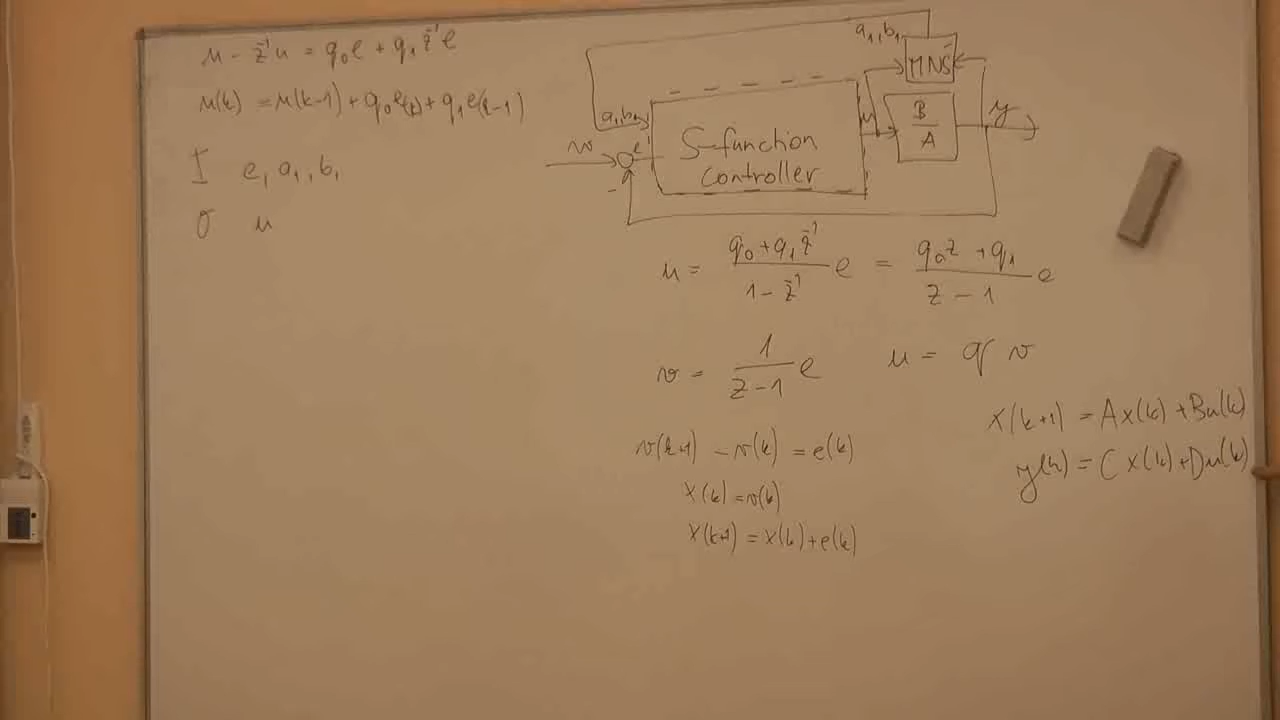 u - z⁻¹u = q₀e + q₁z⁻¹e
u(k) = u(k-1) + q₀e(k) + q₁e(k-1)
I e, a₁, b₁
O u
a₁, b₁
MNŠ
a₁, b₁
w
e
-
S-function
controller
u
B
A
y
u = (q₀ + q₁z⁻¹)/(1 - z⁻¹) e = (q₀z + q₁)/(z - 1) e
v = 1/(z-1) e u = q v
x(k+1) = Ax(k) + Bu(k)
y(k) = Cx(k) + Du(k)
v(k+1) - v(k) = e(k)
x(k) = v(k)
x(k+1) = x(k) + e(k)